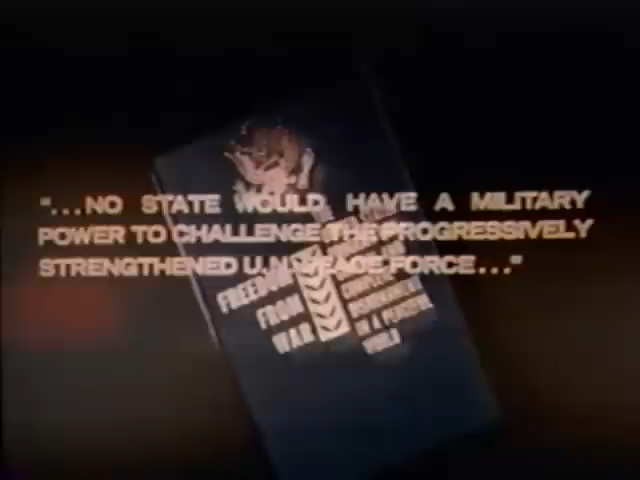 "...NO STATE WOULD HAVE A MILITARY
POWER TO CHALLENGE THE PROGRESSIVELY
STRENGTHENED U.N. PEACE FORCE..."
FREEDOM
FROM
WAR
DISARMAMENT
IN A PEACEFUL
WORLD